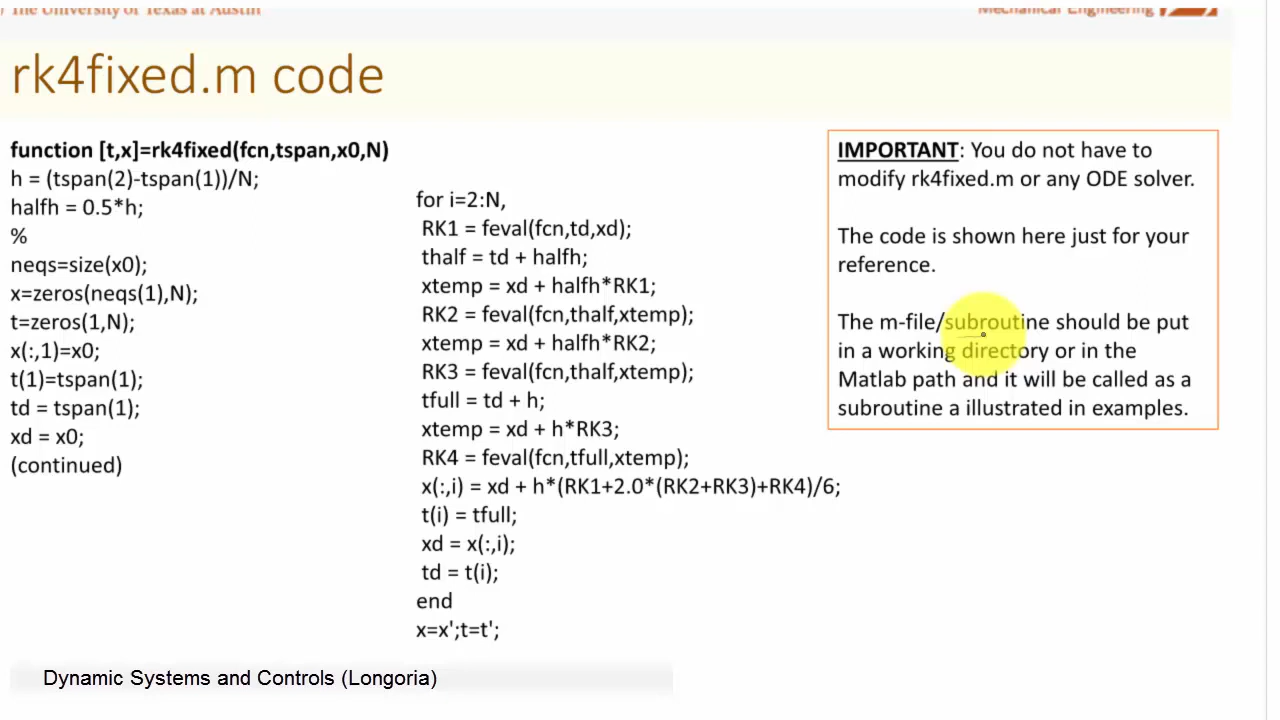 The University of Texas at Austin
Mechanical Engineering
rk4fixed.m code
function [t,x]=rk4fixed(fcn,tspan,x0,N)
h = (tspan(2)-tspan(1))/N;
halfh = 0.5*h;
%
neqs=size(x0);
x=zeros(neqs(1),N);
t=zeros(1,N);
x(:,1)=x0;
t(1)=tspan(1);
td = tspan(1);
xd = x0;
(continued)
for i=2:N,
RK1 = feval(fcn,td,xd);
thalf = td + halfh;
xtemp = xd + halfh*RK1;
RK2 = feval(fcn,thalf,xtemp);
xtemp = xd + halfh*RK2;
RK3 = feval(fcn,thalf,xtemp);
tfull = td + h;
xtemp = xd + h*RK3;
RK4 = feval(fcn,tfull,xtemp);
x(:,i) = xd + h*(RK1+2.0*(RK2+RK3)+RK4)/6;
t(i) = tfull;
xd = x(:,i);
td = t(i);
end
x=x';t=t';
IMPORTANT: You do not have to
modify rk4fixed.m or any ODE solver.
The code is shown here just for your
reference.
The m-file/subroutine should be put
in a working directory or in the
Matlab path and it will be called as a
subroutine a illustrated in examples.
Dynamic Systems and Controls (Longoria)